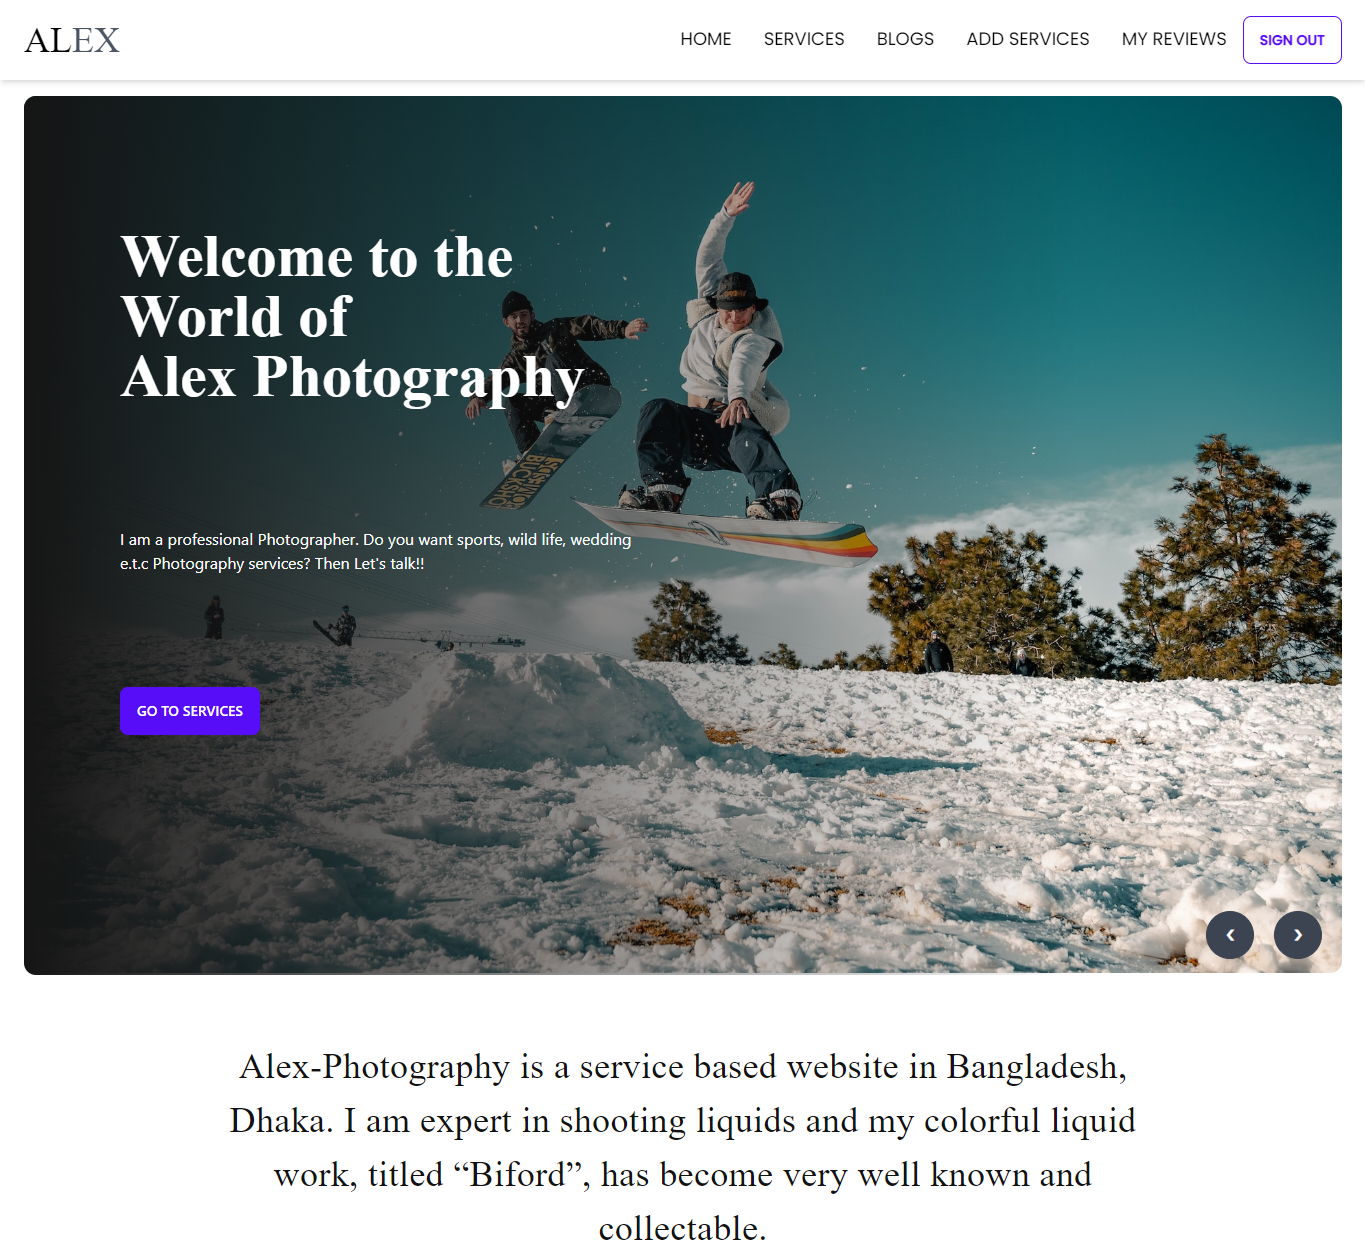 ALEX
HOME SERVICES BLOGS ADD SERVICES MY REVIEWS SIGN OUT
Welcome to the
World of
Alex Photography
I am a professional Photographer. Do you want sports, wild life, wedding
e.t.c Photography services? Then Let's talk!!
GO TO SERVICES
Alex-Photography is a service based website in Bangladesh,
Dhaka. I am expert in shooting liquids and my colorful liquid
work, titled “Biford”, has become very well known and
collectable.